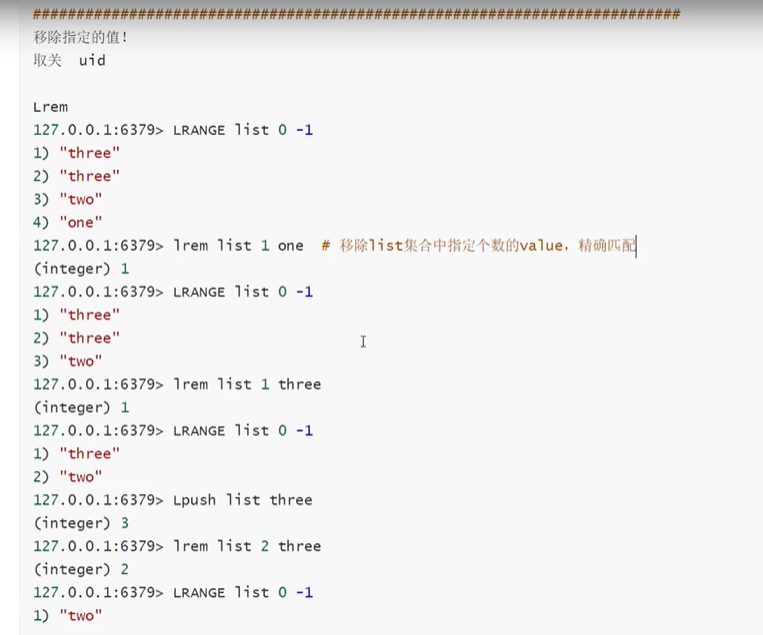 ##########################################################################
移除指定的值!
取关 uid
Lrem
127.0.0.1:6379> LRANGE list 0 -1
1) "three"
2) "three"
3) "two"
4) "one"
127.0.0.1:6379> lrem list 1 one # 移除list集合中指定个数的value，精确匹配
(integer) 1
127.0.0.1:6379> LRANGE list 0 -1
1) "three"
2) "three"
3) "two"
127.0.0.1:6379> lrem list 1 three
(integer) 1
127.0.0.1:6379> LRANGE list 0 -1
1) "three"
2) "two"
127.0.0.1:6379> Lpush list three
(integer) 3
127.0.0.1:6379> lrem list 2 three
(integer) 2
127.0.0.1:6379> LRANGE list 0 -1
1) "two"